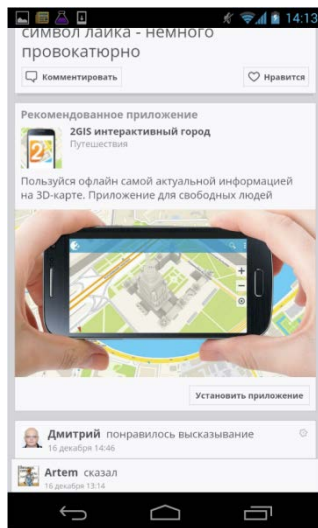 14:13
символ лайка - немного
провокатюрно
Комментировать
Нравится
Рекомендованное приложение
2GIS интерактивный город
Путешествия
Пользуйся офлайн самой актуальной информацией
на 3D-карте. Приложение для свободных людей
Установить приложение
Дмитрий понравилось высказывание
16 декабря 14:46
Artem сказал
16 декабря 13:14